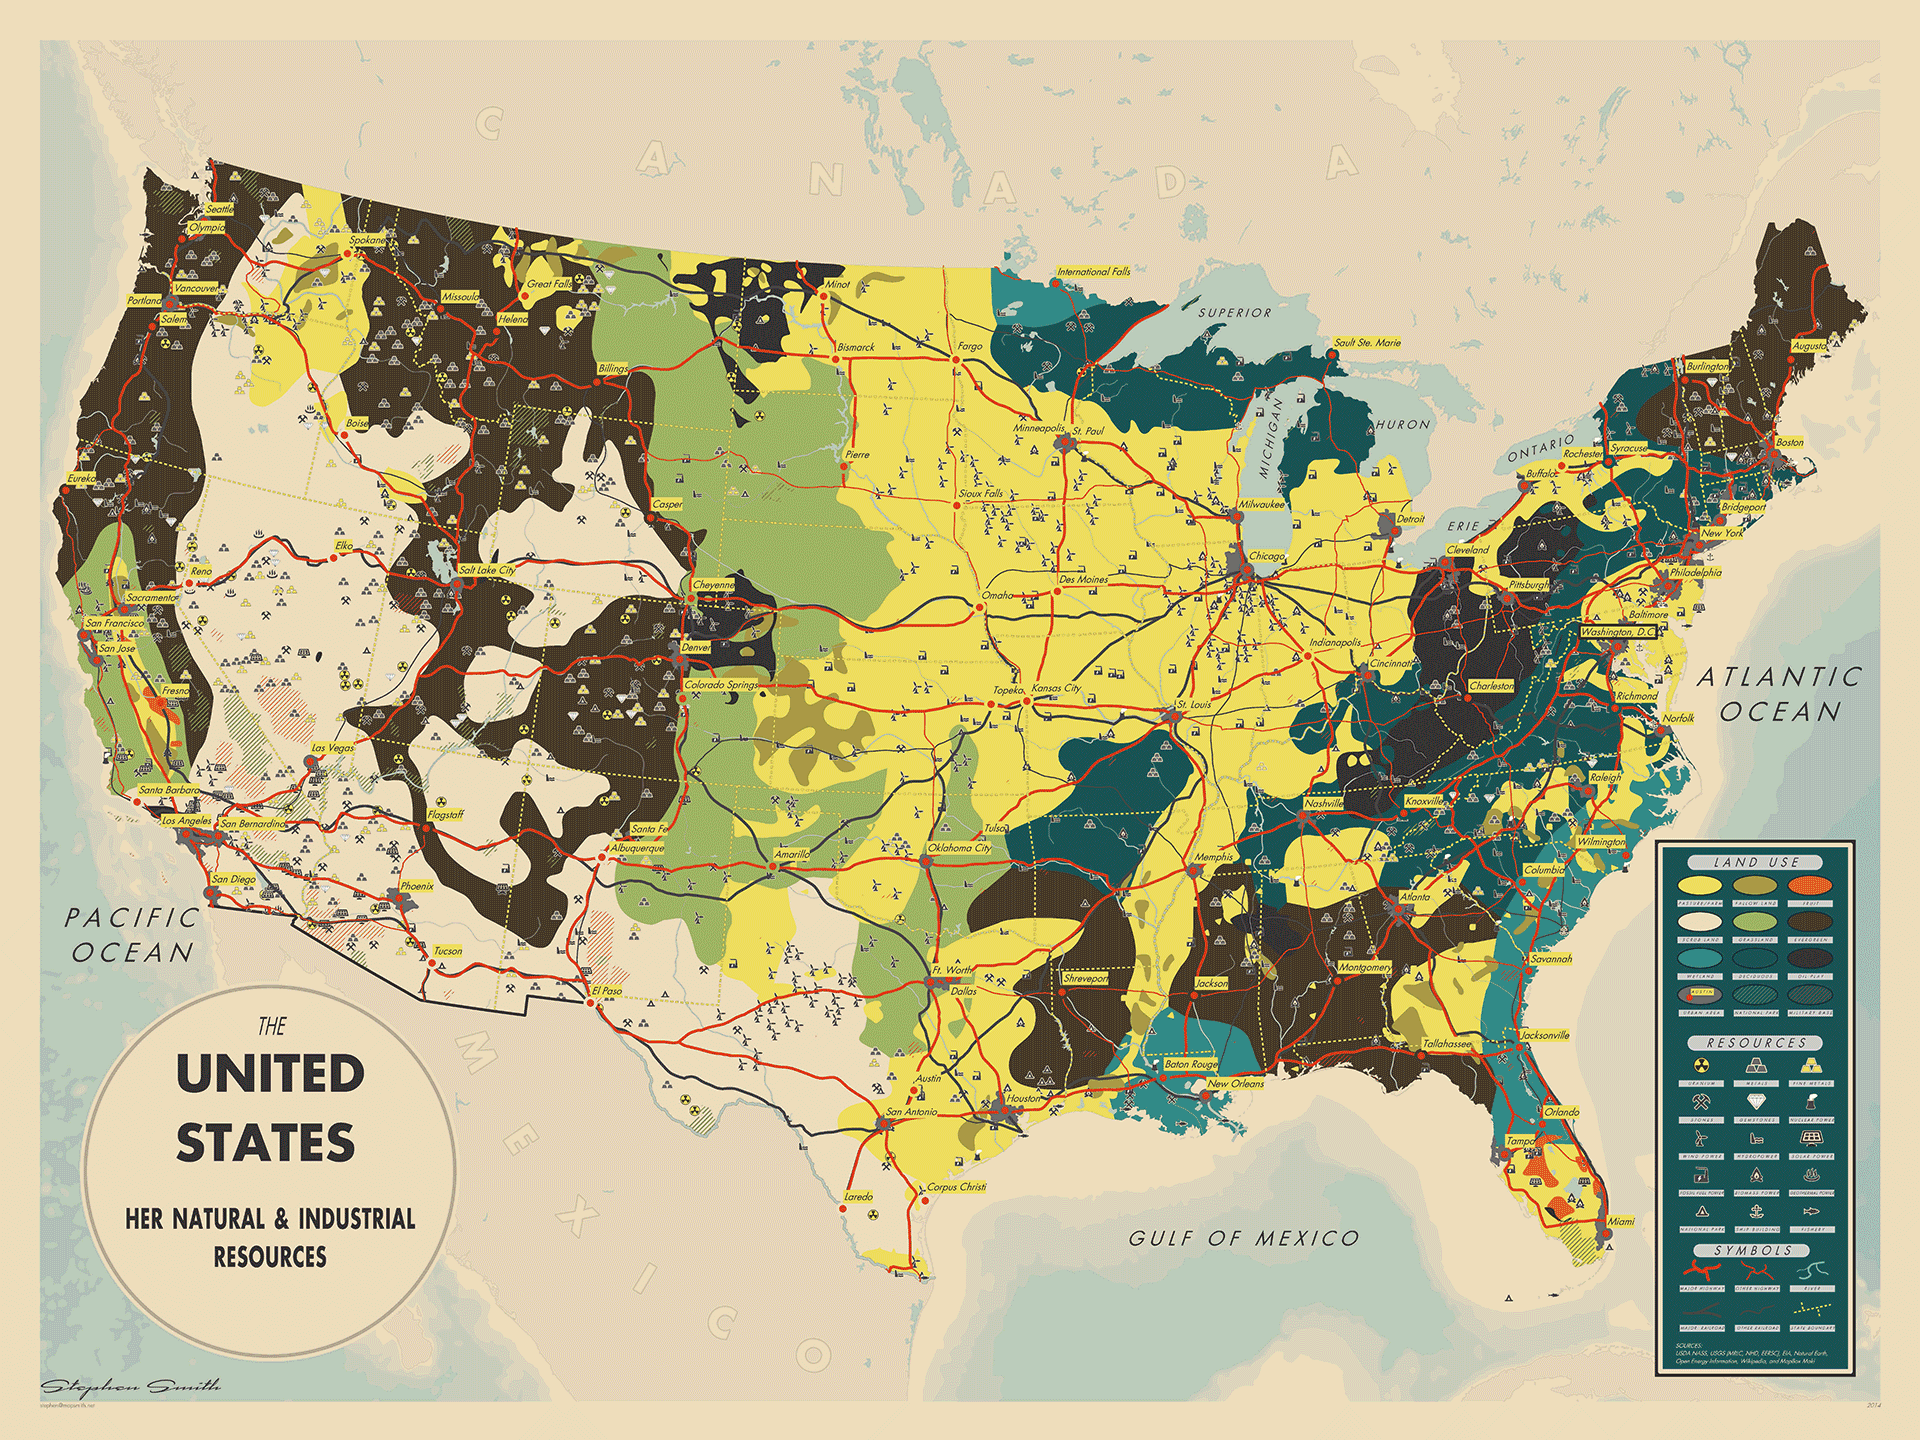 CANADA
Seattle
Olympia
Spokane
Vancouver
Portland
Salem
Great Falls
Missoula
Helena
Billings
Minot
Bismarck
Fargo
International Falls
SUPERIOR
Sault Ste. Marie
MICHIGAN
HURON
ONTARIO
ERIE
Burlington
Augusta
Boise
Pierre
Minneapolis
St. Paul
Rochester
Syracuse
Buffalo
Boston
Eureka
Casper
Sioux Falls
Milwaukee
Detroit
Bridgeport
New York
Reno
Elko
Salt Lake City
Cheyenne
Omaha
Des Moines
Chicago
Cleveland
Pittsburgh
Philadelphia
Sacramento
San Francisco
San Jose
Denver
Indianapolis
Cincinnati
Baltimore
Washington, D.C.
Fresno
Colorado Springs
Topeka
Kansas City
St. Louis
Charleston
Richmond
Norfolk
ATLANTIC
OCEAN
Las Vegas
Santa Barbara
Los Angeles
San Bernardino
Flagstaff
Santa Fe
Albuquerque
Amarillo
Tulsa
Oklahoma City
Nashville
Knoxville
Raleigh
Wilmington
Memphis
Columbia
San Diego
Phoenix
Atlanta
PACIFIC
OCEAN
Tucson
El Paso
Ft. Worth
Dallas
Shreveport
Jackson
Montgomery
Savannah
Tallahassee
Jacksonville
Austin
San Antonio
Houston
Baton Rouge
New Orleans
Orlando
Tampa
Laredo
Corpus Christi
Miami
GULF OF MEXICO
MEXICO
THE
UNITED
STATES
HER NATURAL & INDUSTRIAL
RESOURCES
LAND USE
PASTURE/FARM FALLOW LAND FRUIT
SCRUB LAND GRASSLAND EVERGREEN
WETLAND DECIDUOUS OIL PLAY
AUSTIN
URBAN AREA NATIONAL PARK MILITARY BASE
RESOURCES
URANIUM METALS FINE METALS
STONES GEMSTONES NUCLEAR POWER
WIND POWER HYDROPOWER SOLAR POWER
FOSSIL FUEL POWER BIOMASS POWER GEOTHERMAL POWER
NATIONAL PARK SHIP BUILDING FISHERY
SYMBOLS
MAJOR HIGHWAY OTHER HIGHWAY RIVER
MAJOR RAILROAD OTHER RAILROAD STATE BOUNDARY
SOURCES:
USDA NASS, USGS (MRLC, NHD, EERSC), EIA, Natural Earth,
Open Energy Information, Wikipedia, and MapBox Maki
Stephen Smith
stephen@mapsmith.net
2014